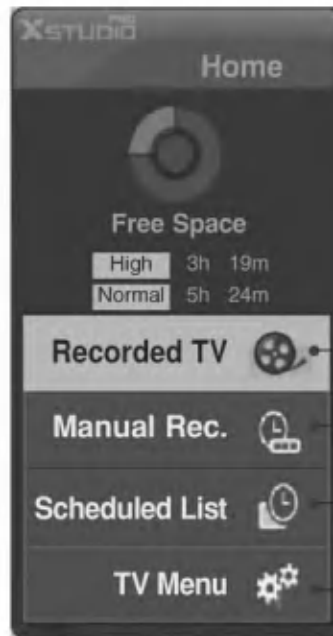 XSTUDIO PRO
Home
Free Space
High 3h 19m
Normal 5h 24m
Recorded TV
Manual Rec.
Scheduled List
TV Menu